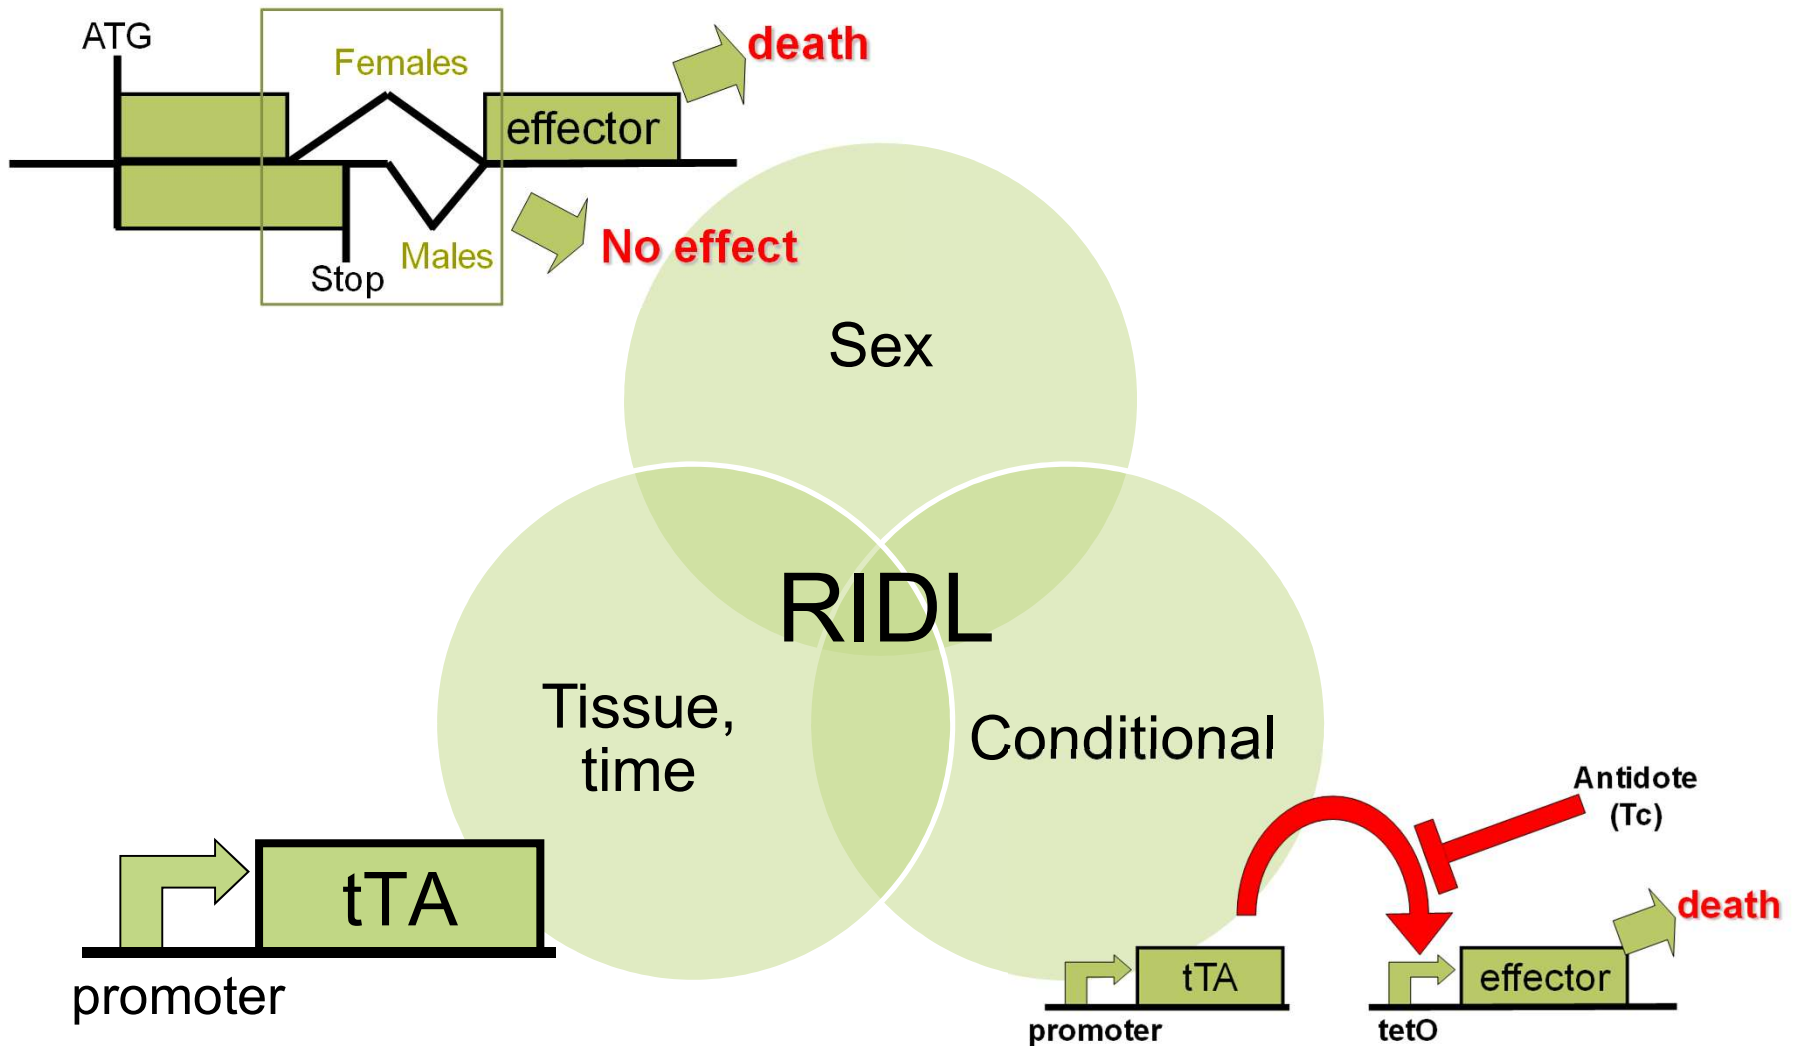 ATG
Females
death
effector
Males
Stop
No effect
Sex
RIDL
Tissue,
time
Conditional
tTA
promoter
Antidote
(Tc)
death
tTA
effector
promoter
tetO